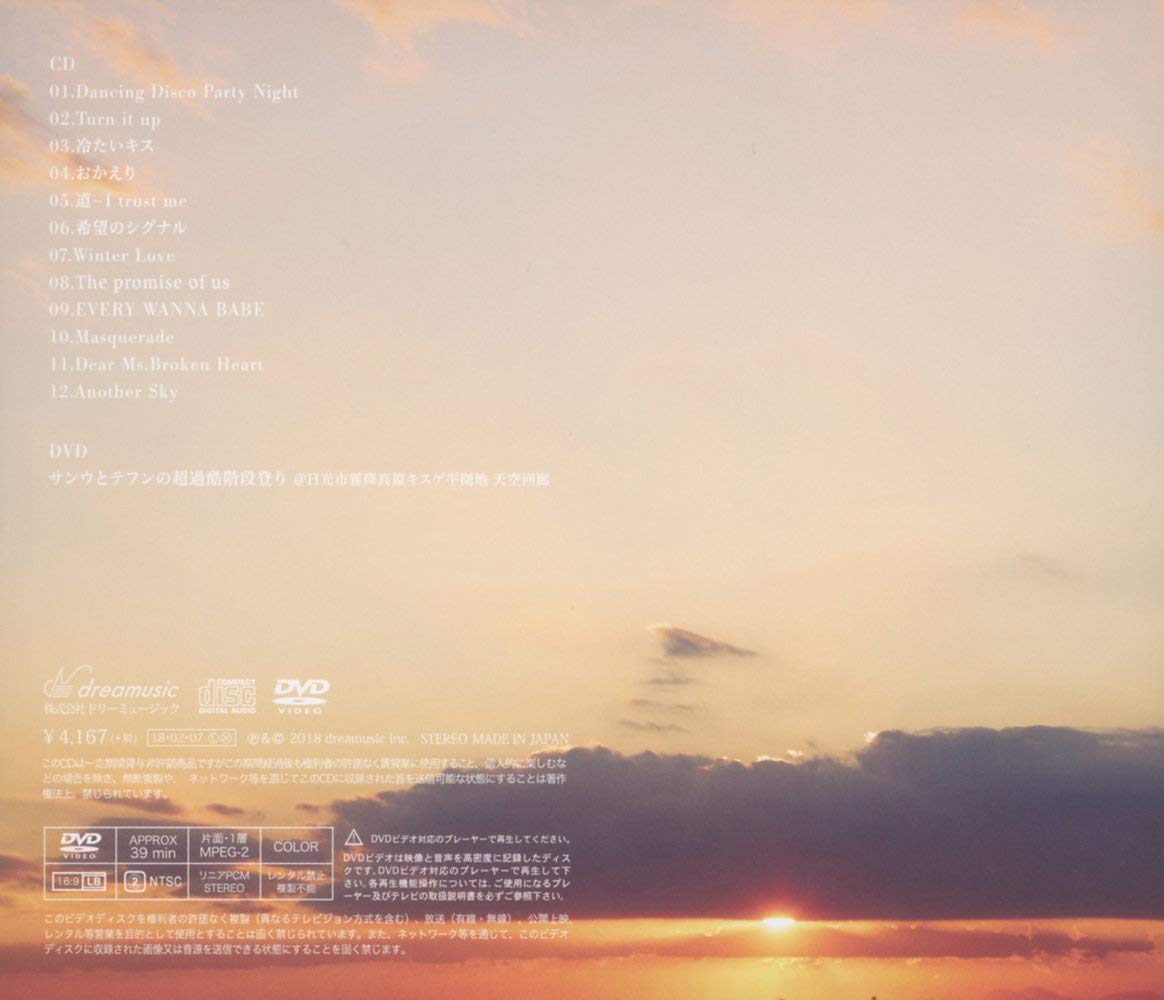 CD
01.Dancing Disco Party Night
02.Turn it up
03.冷たいキス
04.おかえり
05.道~I trust me
06.希望のシグナル
07.Winter Love
08.The promise of us
09.EVERY WANNA BABE
10.Masquerade
11.Dear Ms.Broken Heart
12.Another Sky
DVD
サンウとテフンの超過酷階段登り @日光市霧降高原キスゲ平園地 天空回廊
dreamusic
株式会社ドリーミュージック
COMPACT disc DIGITAL AUDIO
DVD VIDEO
¥4,167(+税) 18・02・07 Ⓟ&© 2018 dreamusic Inc. STEREO MADE IN JAPAN
このCDは一定期間貸与非許諾商品ですがこの期間経過後も権利者の許諾なく賃貸業に使用すること、個人的に楽しむな
どの場合を除き、無断複製や、 ネットワーク等を通じてこのCDに収録された音を送信可能な状態にすることは著作
権法上、禁じられています。
DVD VIDEO
APPROX 39 min
片面・1層 MPEG-2
COLOR
16:9 LB
2 NTSC
リニアPCM STEREO
レンタル禁止 複製不能
DVDビデオ対応のプレーヤーで再生してください。
DVDビデオは映像と音声を高密度に記録したディス
クです。DVDビデオ対応のプレーヤーで再生して下
さい。各再生機能操作については、ご使用になるプレ
ーヤー及びテレビの取扱説明書を必ずご参照下さい。
このビデオディスクを権利者の許諾なく複製（異なるテレビジョン方式を含む）、放送（有線・無線）、公開上映、
レンタル等営業を目的として使用することは固く禁じられています。また、ネットワーク等を通じて、このビデオ
ディスクに収録された画像又は音源を送信できる状態にすることを固く禁じます。